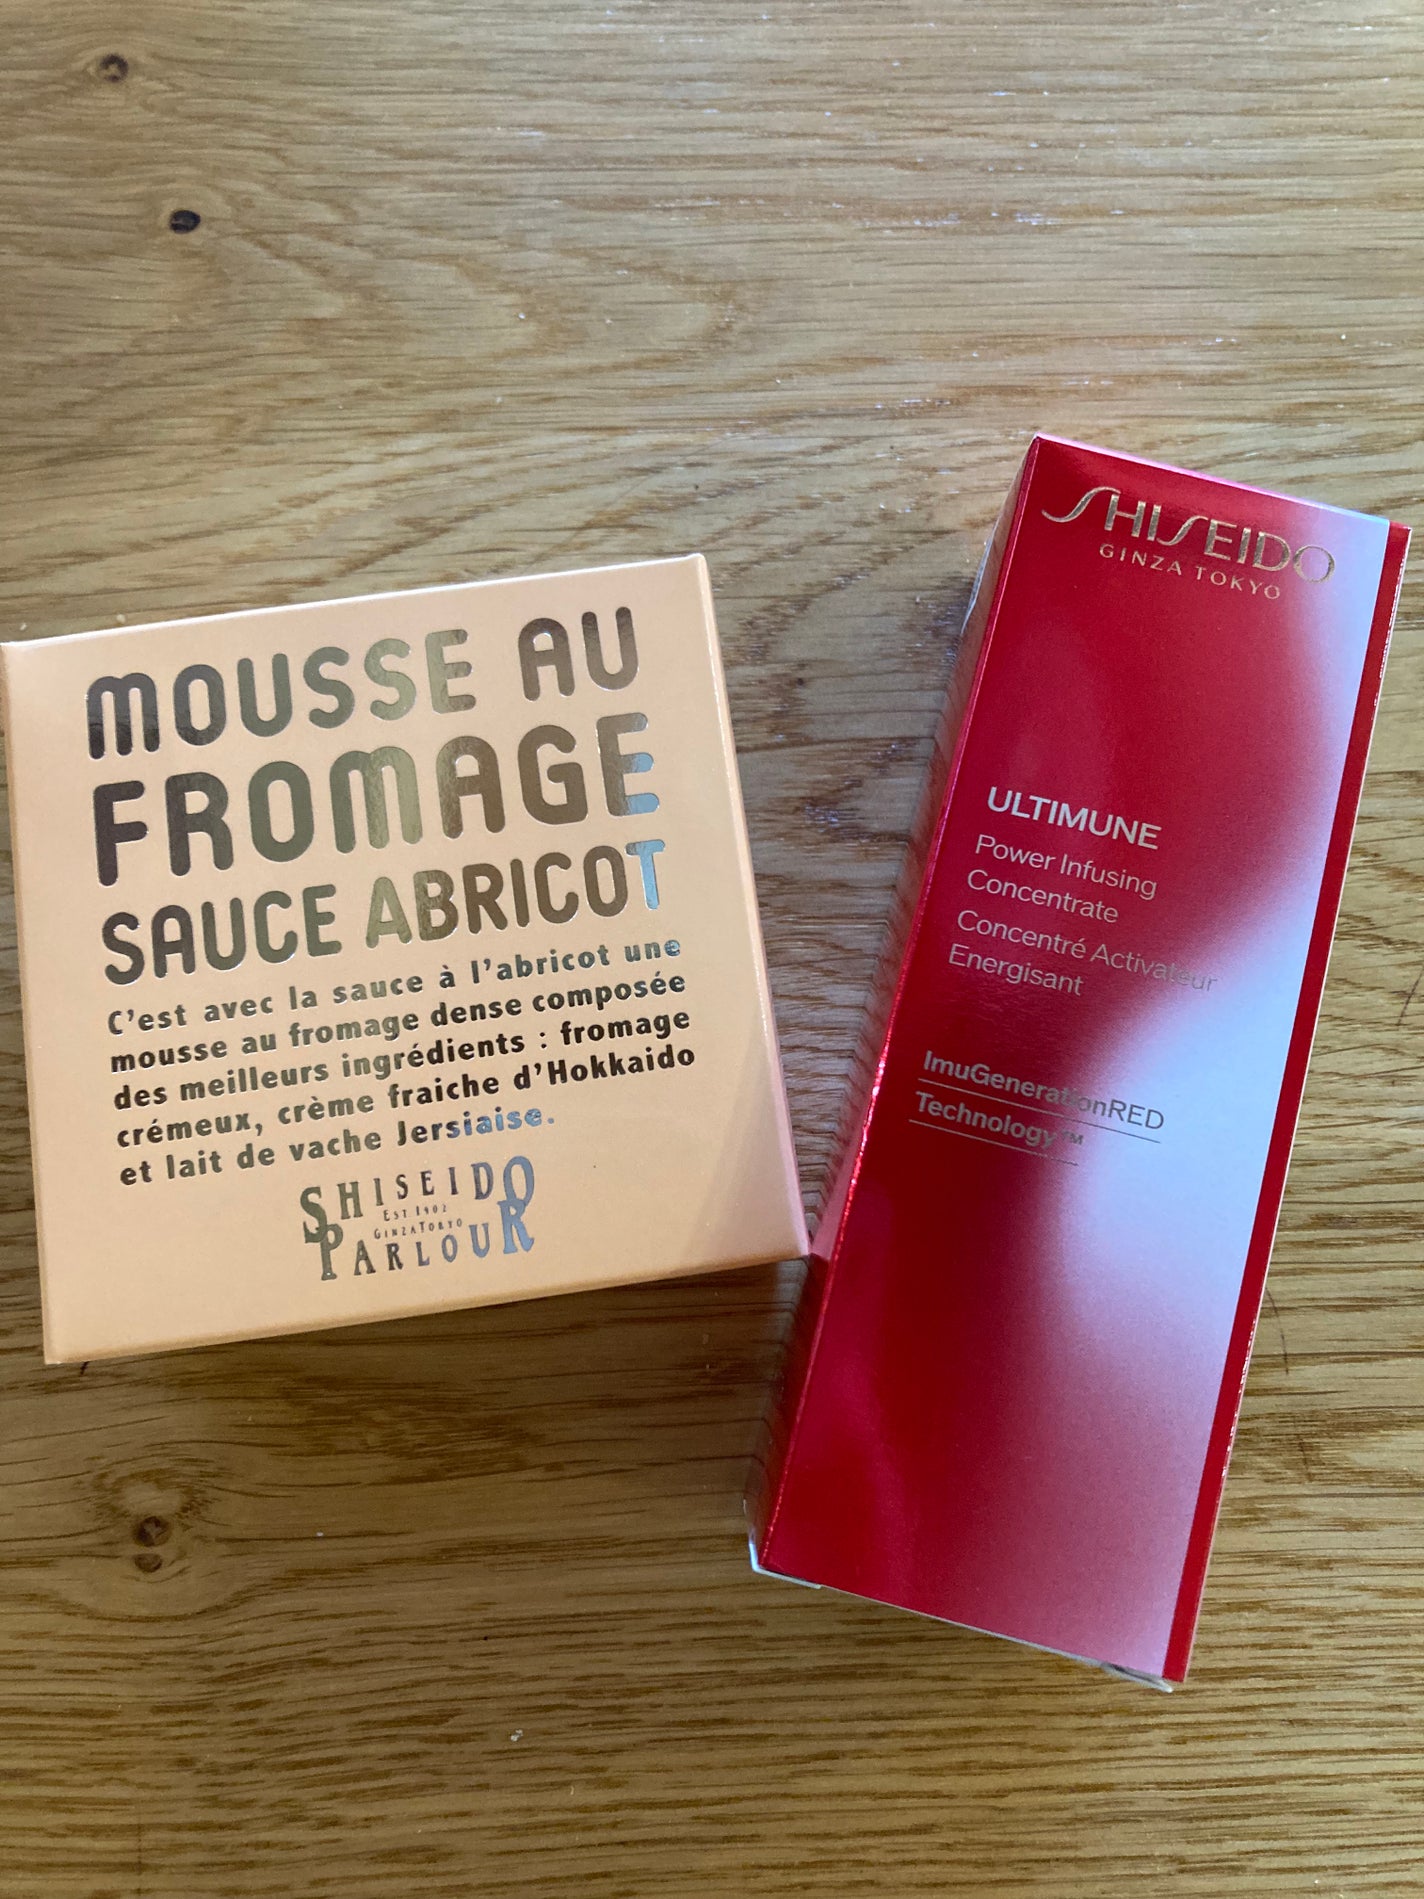 MOUSSE AU
FROMAGE
SAUCE ABRICOT
C'est avec la sauce à l'abricot une
mousse au fromage dense composée
des meilleurs ingrédients : fromage
crémeux, crème fraiche d'Hokkaido
et lait de vache Jersiaise.
SHISEIDO
EST 1902
GINZA TOKYO
PARLOUR
SHISEIDO
GINZA TOKYO
ULTIMUNE
Power Infusing
Concentrate
Concentré Activateur
Energisant
ImuGenerationRED
Technology™